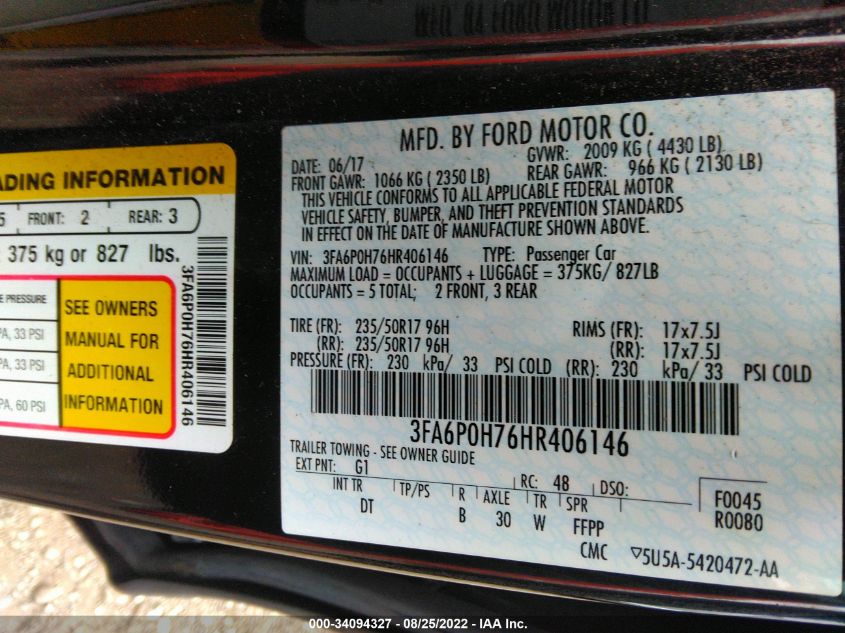 ADING INFORMATION
5 FRONT: 2 REAR: 3
375 kg or 827 lbs.
E PRESSURE
PA, 33 PSI
PA, 33 PSI
PA, 60 PSI
SEE OWNERS
MANUAL FOR
ADDITIONAL
INFORMATION
3FA6P0H76HR406146
MFD. BY FORD MOTOR CO.
DATE: 06/17 GVWR: 2009 KG ( 4430 LB)
FRONT GAWR: 1066 KG ( 2350 LB) REAR GAWR: 966 KG ( 2130 LB)
THIS VEHICLE CONFORMS TO ALL APPLICABLE FEDERAL MOTOR
VEHICLE SAFETY, BUMPER, AND THEFT PREVENTION STANDARDS
IN EFFECT ON THE DATE OF MANUFACTURE SHOWN ABOVE.
VIN: 3FA6P0H76HR406146 TYPE: Passenger Car
MAXIMUM LOAD = OCCUPANTS + LUGGAGE = 375KG/ 827LB
OCCUPANTS = 5 TOTAL; 2 FRONT, 3 REAR
TIRE (FR): 235/50R17 96H RIMS (FR): 17x7.5J
(RR): 235/50R17 96H (RR): 17x7.5J
PRESSURE (FR): 230 kPa/ 33 PSI COLD (RR): 230 kPa/ 33 PSI COLD
3FA6P0H76HR406146
TRAILER TOWING - SEE OWNER GUIDE
EXT PNT: G1 RC: 48 DSO:
INT TR TP/PS R AXLE TR SPR F0045
DT B 30 W FFPP R0080
CMC ▽5U5A-5420472-AA
000-34094327 - 08/25/2022 - IAA Inc.